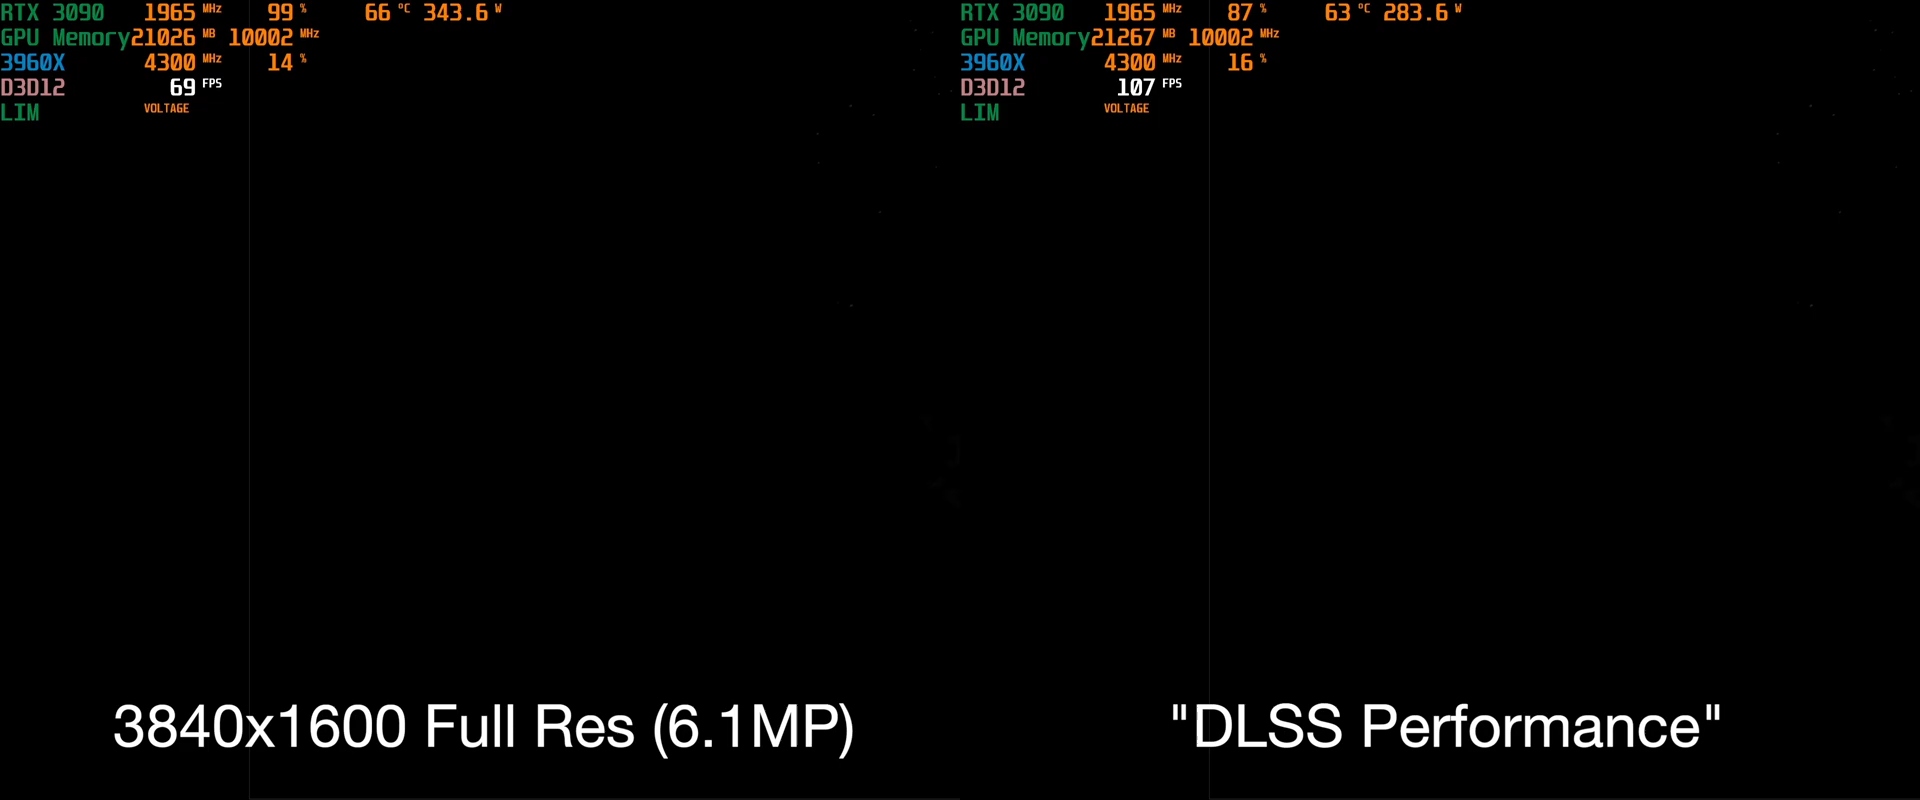 RTX 3090 1965 MHz 99 % 66 °C 343.6 W
GPU Memory 21026 MB 10002 MHz
3960X 4300 MHz 14 %
D3D12 69 FPS
LIM VOLTAGE
3840x1600 Full Res (6.1MP)
RTX 3090 1965 MHz 87 % 63 °C 283.6 W
GPU Memory 21267 MB 10002 MHz
3960X 4300 MHz 16 %
D3D12 107 FPS
LIM VOLTAGE
"DLSS Performance"